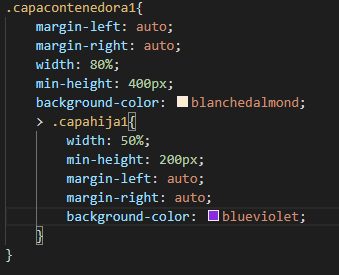 .capacontenedora1{
margin-left: auto;
margin-right: auto;
width: 80%;
min-height: 400px;
background-color: blanchedalmond;
> .capahija1{
width: 50%;
min-height: 200px;
margin-left: auto;
margin-right: auto;
background-color: blueviolet;
}
}